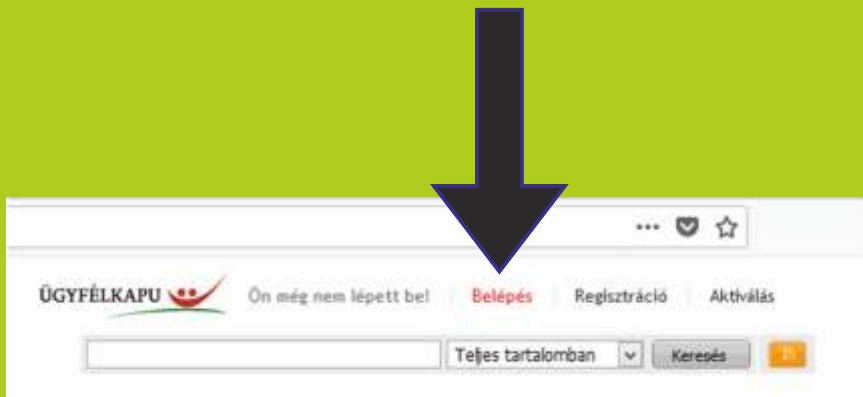 ÜGYFÉLKAPU Ön még nem lépett be! Belépés Regisztráció Aktiválás
Teljes tartalomban Keresés